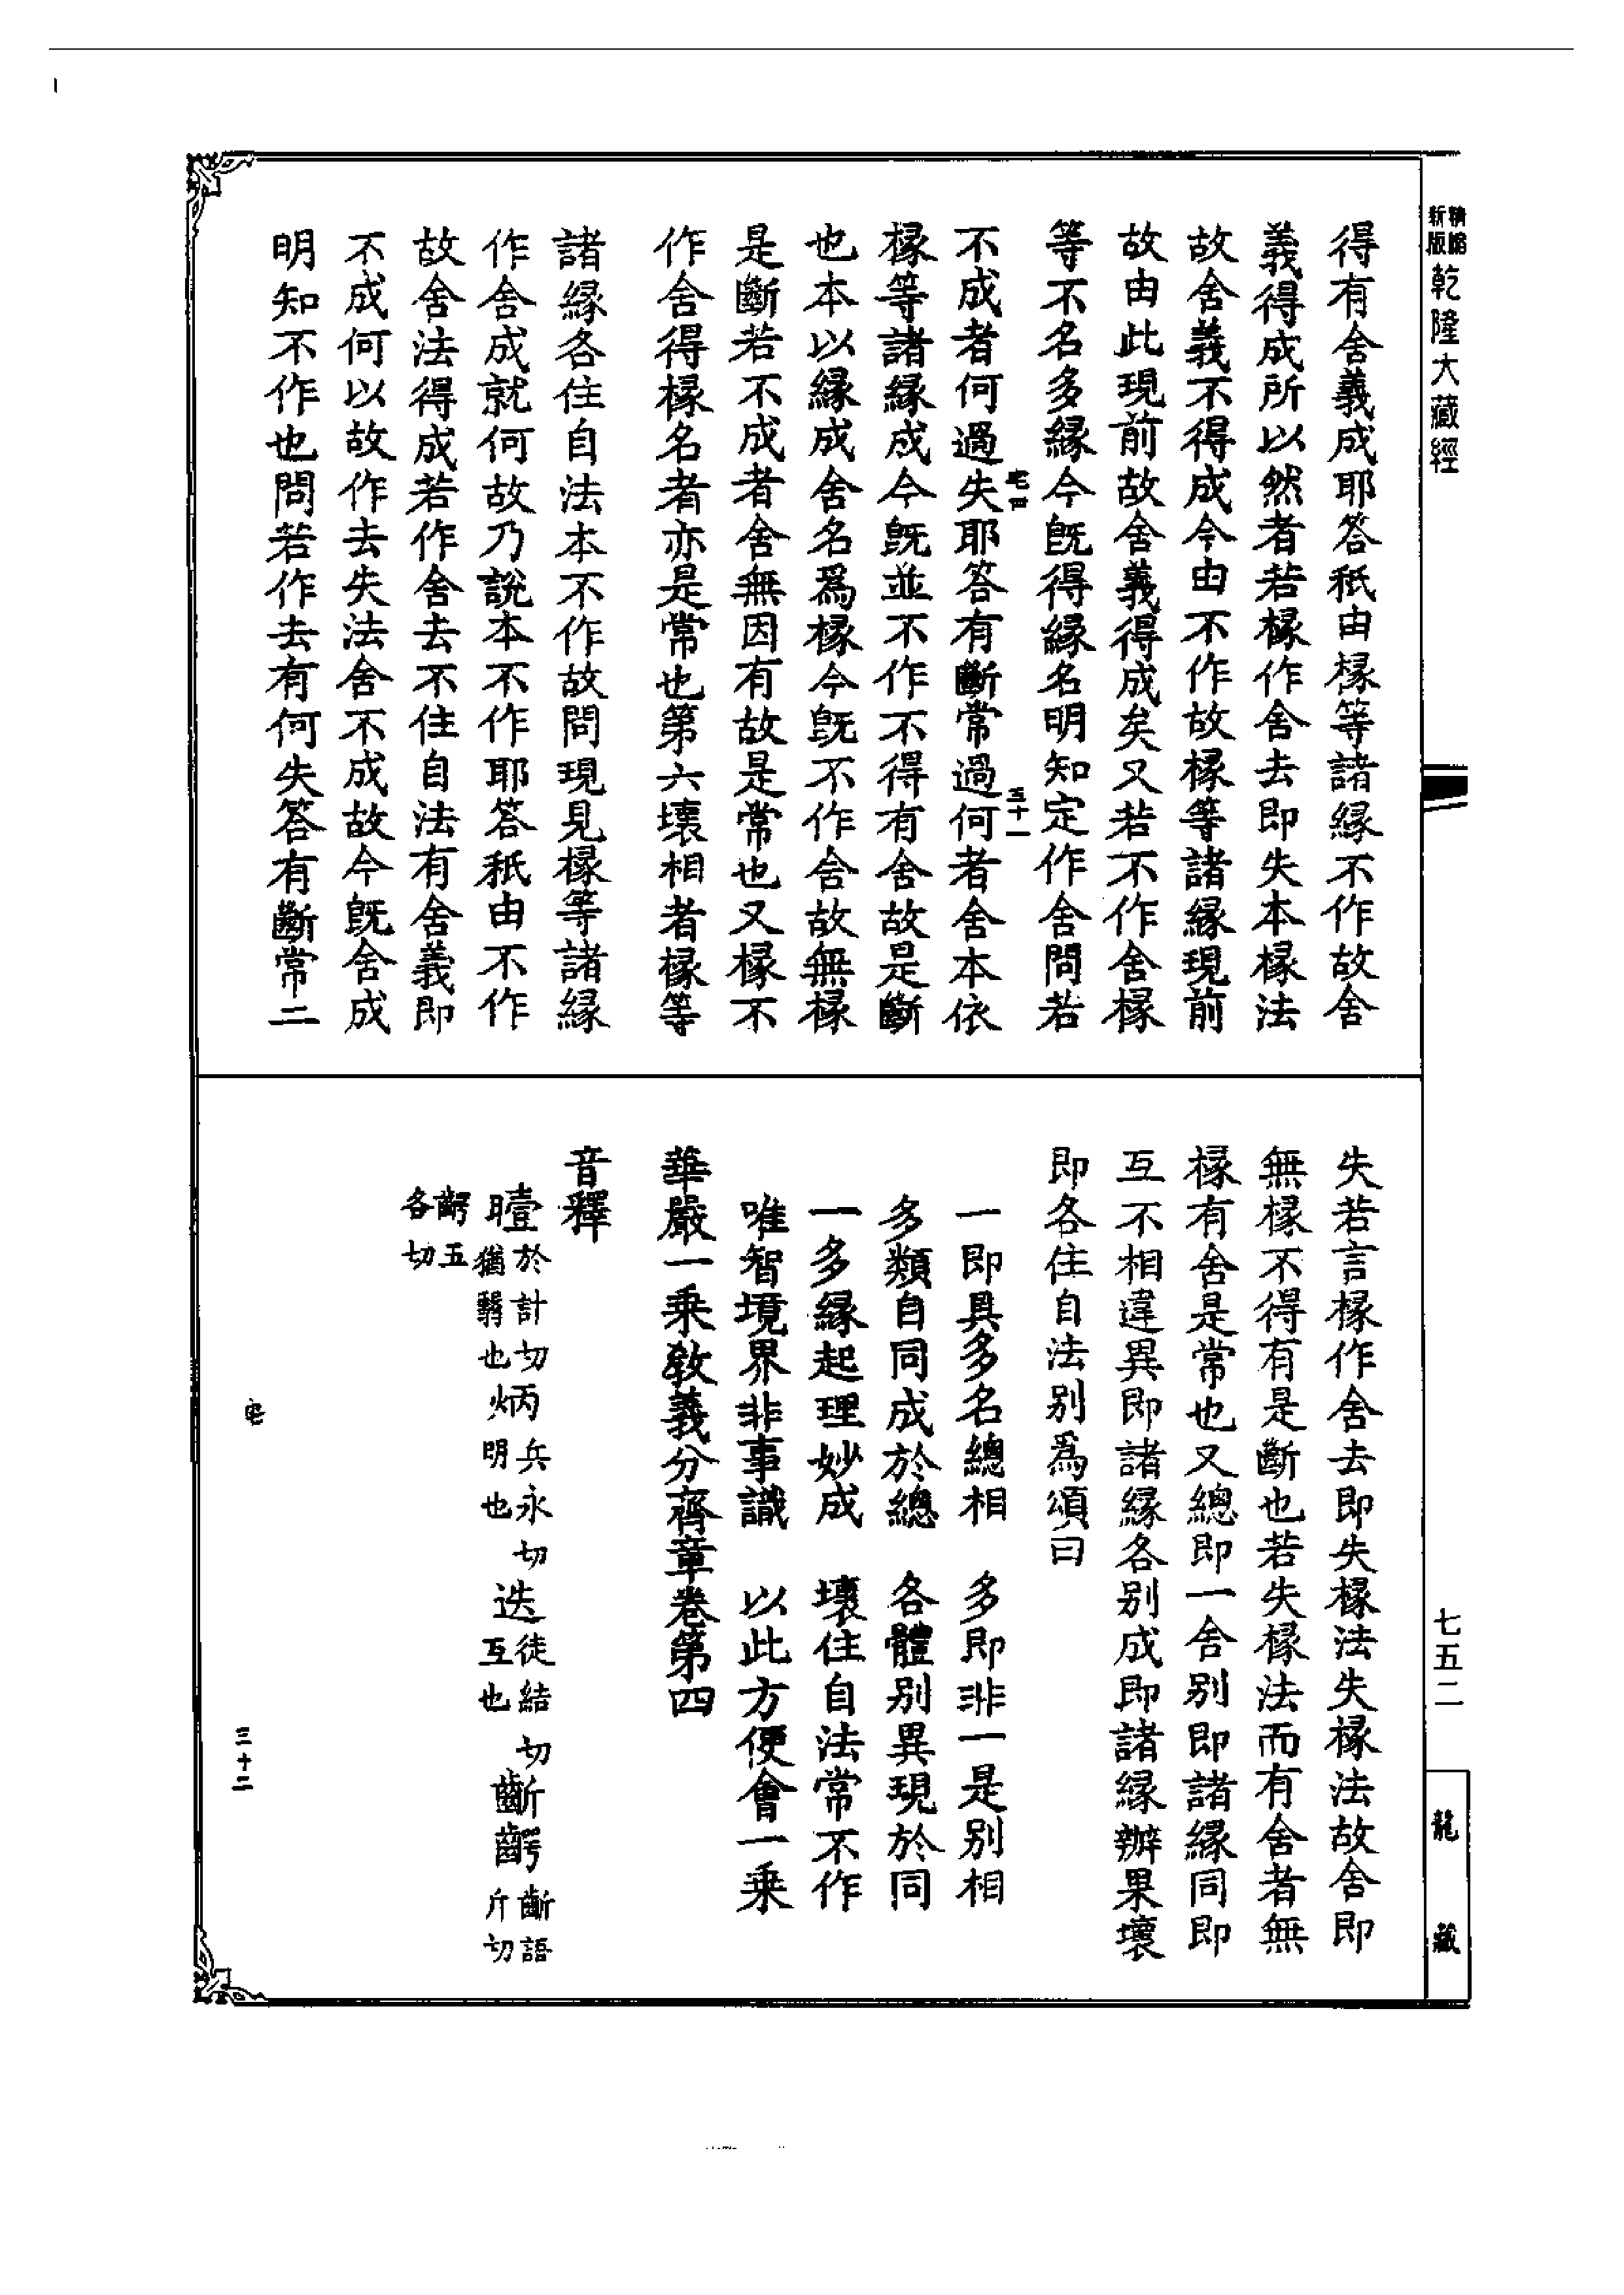 新版精縮乾隆大藏經
得有舍義成耶答秖由椽等諸緣不作故舍
義得成所以然者若椽作舍去即失本椽法
故舍義不得成今由不作故椽等諸緣現前
故由此現前故舍義得成矣又若不作舍椽
等不名多緣今旣得緣名明知定作舍問若
宅四
三十一
不成者何過失耶答有斷常過何者舍本依
椽等諸緣成今旣並不作不得有舍故是斷
也本以緣成舍名爲椽今旣不作舍故無椽
是斷若不成者舍無因有故是常也又椽不
作舍得椽名者亦是常也第六壞相者椽等
諸緣各住自法本不作故問現見椽等諸緣
作舍成就何故乃說本不作耶答秖由不作
故舍法得成若作舍去不住自法有舍義即
不成何以故作去失法舍不成故今旣舍成
明知不作也問若作去有何失答有斷常二
失若言椽作舍去即失椽法失椽法故舍即
無椽不得有是斷也若失椽法而有舍者無
椽有舍是常也又總即一舍別即諸緣同即
互不相違異即諸緣各別成即諸緣辦果壞
即各住自法別爲頌曰
一即具多名總相　多即非一是別相
多類自同成於總　各體別異現於同
一多緣起理妙成　壞住自法常不作
唯智境界非事識　以此方便會一乘
華嚴一乘敎義分齊章卷第四
音釋
曀於計切猶翳也炳兵永切明也迭徒結切互也齗齶齗語斤切
齶五各切
宅
三十二
七五二
龍藏